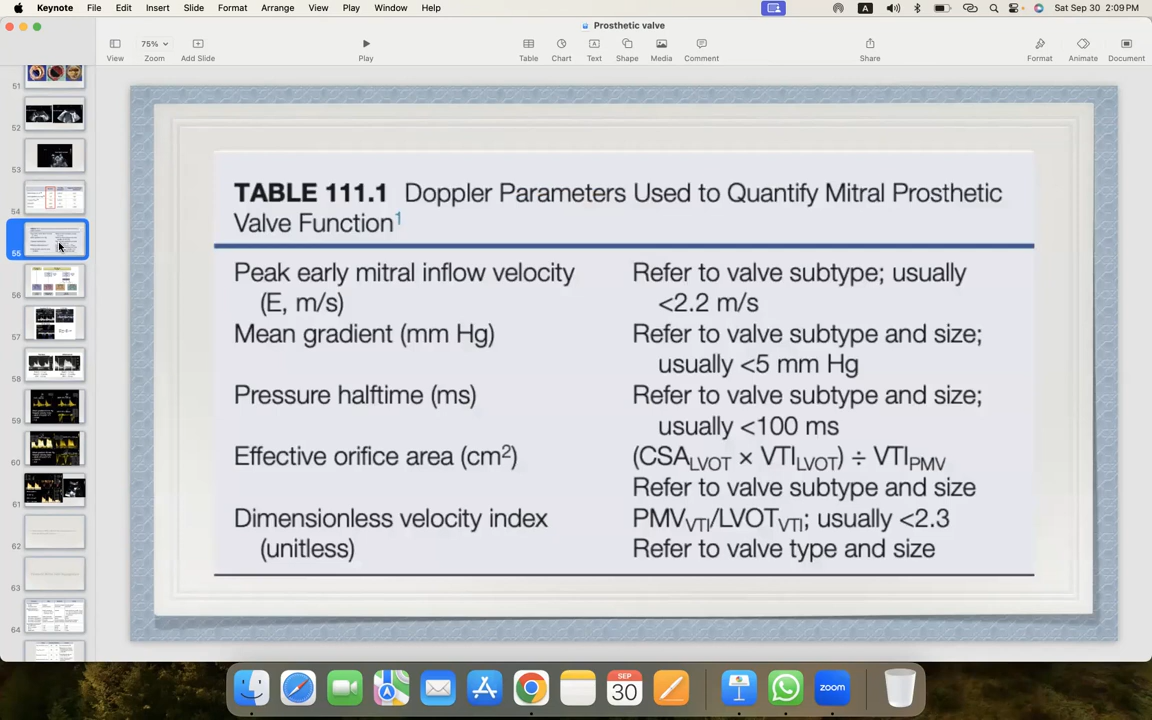 Keynote File Edit Insert Slide Format Arrange View Play Window Help A Sat Sep 30 2:09 PM
Prosthetic valve
75%
View Zoom Add Slide Play Table Chart Text Shape Media Comment Share Format Animate Document
51
52
53
54
55
56
57
58
59
60
61
62
63
64
TABLE 111.1 Doppler Parameters Used to Quantify Mitral Prosthetic
Valve Function¹
Peak early mitral inflow velocity Refer to valve subtype; usually
(E, m/s) <2.2 m/s
Mean gradient (mm Hg) Refer to valve subtype and size;
usually <5 mm Hg
Pressure halftime (ms) Refer to valve subtype and size;
usually <100 ms
Effective orifice area (cm²) (CSALVOT × VTILVOT) ÷ VTIPMV
Refer to valve subtype and size
Dimensionless velocity index PMVVTI/LVOTVTI; usually <2.3
(unitless) Refer to valve type and size
SEP
30
zoom